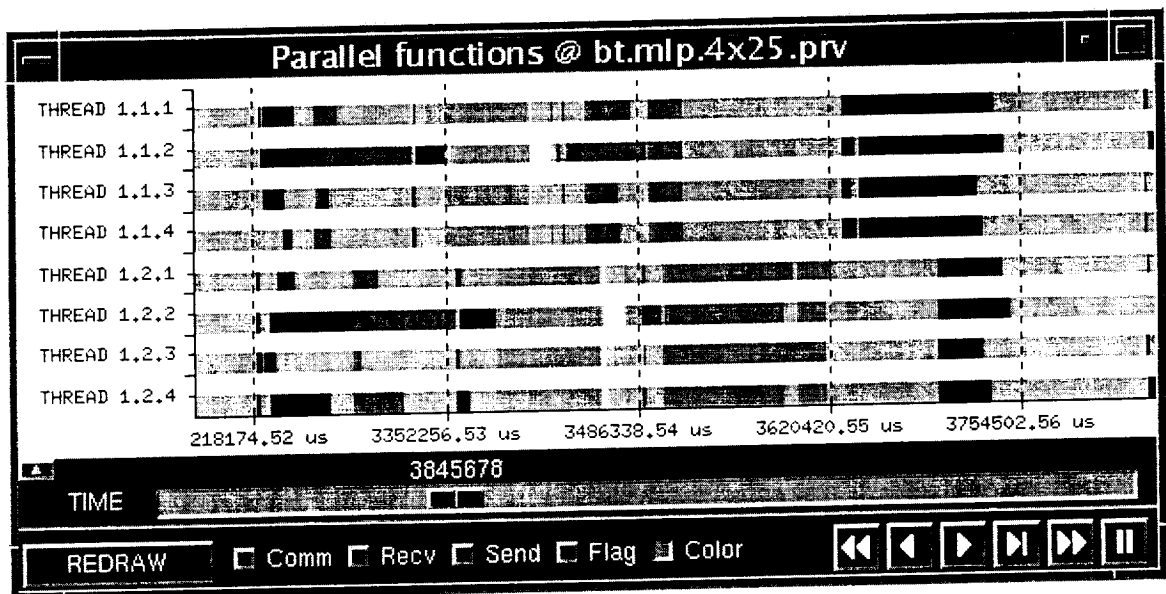 Parallel functions @ bt.mlp.4x25.prv
THREAD 1.1.1
THREAD 1.1.2
THREAD 1.1.3
THREAD 1.1.4
THREAD 1.2.1
THREAD 1.2.2
THREAD 1.2.3
THREAD 1.2.4
218174.52 us 3352256.53 us 3486338.54 us 3620420.55 us 3754502.56 us
3845678
TIME
REDRAW Comm Recv Send Flag Color